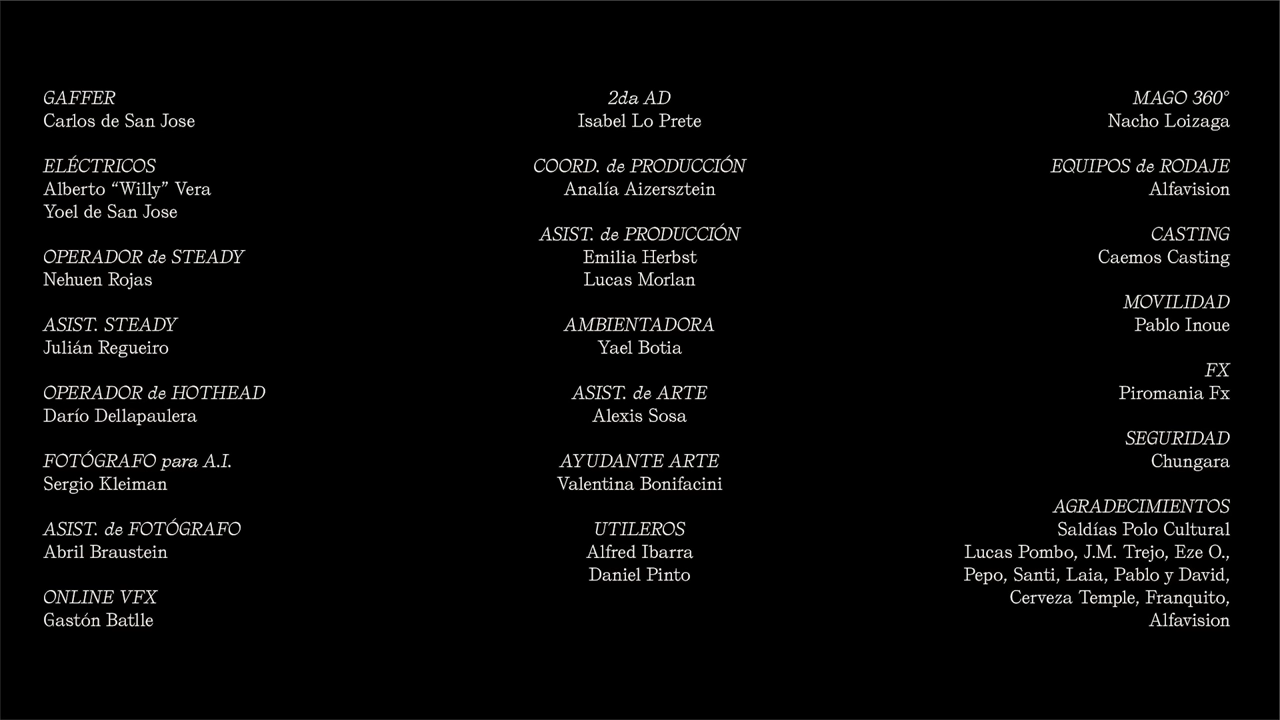 GAFFER
Carlos de San Jose
ELÉCTRICOS
Alberto “Willy” Vera
Yoel de San Jose
OPERADOR de STEADY
Nehuen Rojas
ASIST. STEADY
Julián Regueiro
OPERADOR de HOTHEAD
Darío Dellapaulera
FOTÓGRAFO para A.I.
Sergio Kleiman
ASIST. de FOTÓGRAFO
Abril Braustein
ONLINE VFX
Gastón Batlle
2da AD
Isabel Lo Prete
COORD. de PRODUCCIÓN
Analía Aizersztein
ASIST. de PRODUCCIÓN
Emilia Herbst
Lucas Morlan
AMBIENTADORA
Yael Botia
ASIST. de ARTE
Alexis Sosa
AYUDANTE ARTE
Valentina Bonifacini
UTILEROS
Alfred Ibarra
Daniel Pinto
MAGO 360°
Nacho Loizaga
EQUIPOS de RODAJE
Alfavision
CASTING
Caemos Casting
MOVILIDAD
Pablo Inoue
FX
Piromania Fx
SEGURIDAD
Chungara
AGRADECIMIENTOS
Saldías Polo Cultural
Lucas Pombo, J.M. Trejo, Eze O.,
Pepo, Santi, Laia, Pablo y David,
Cerveza Temple, Franquito,
Alfavision